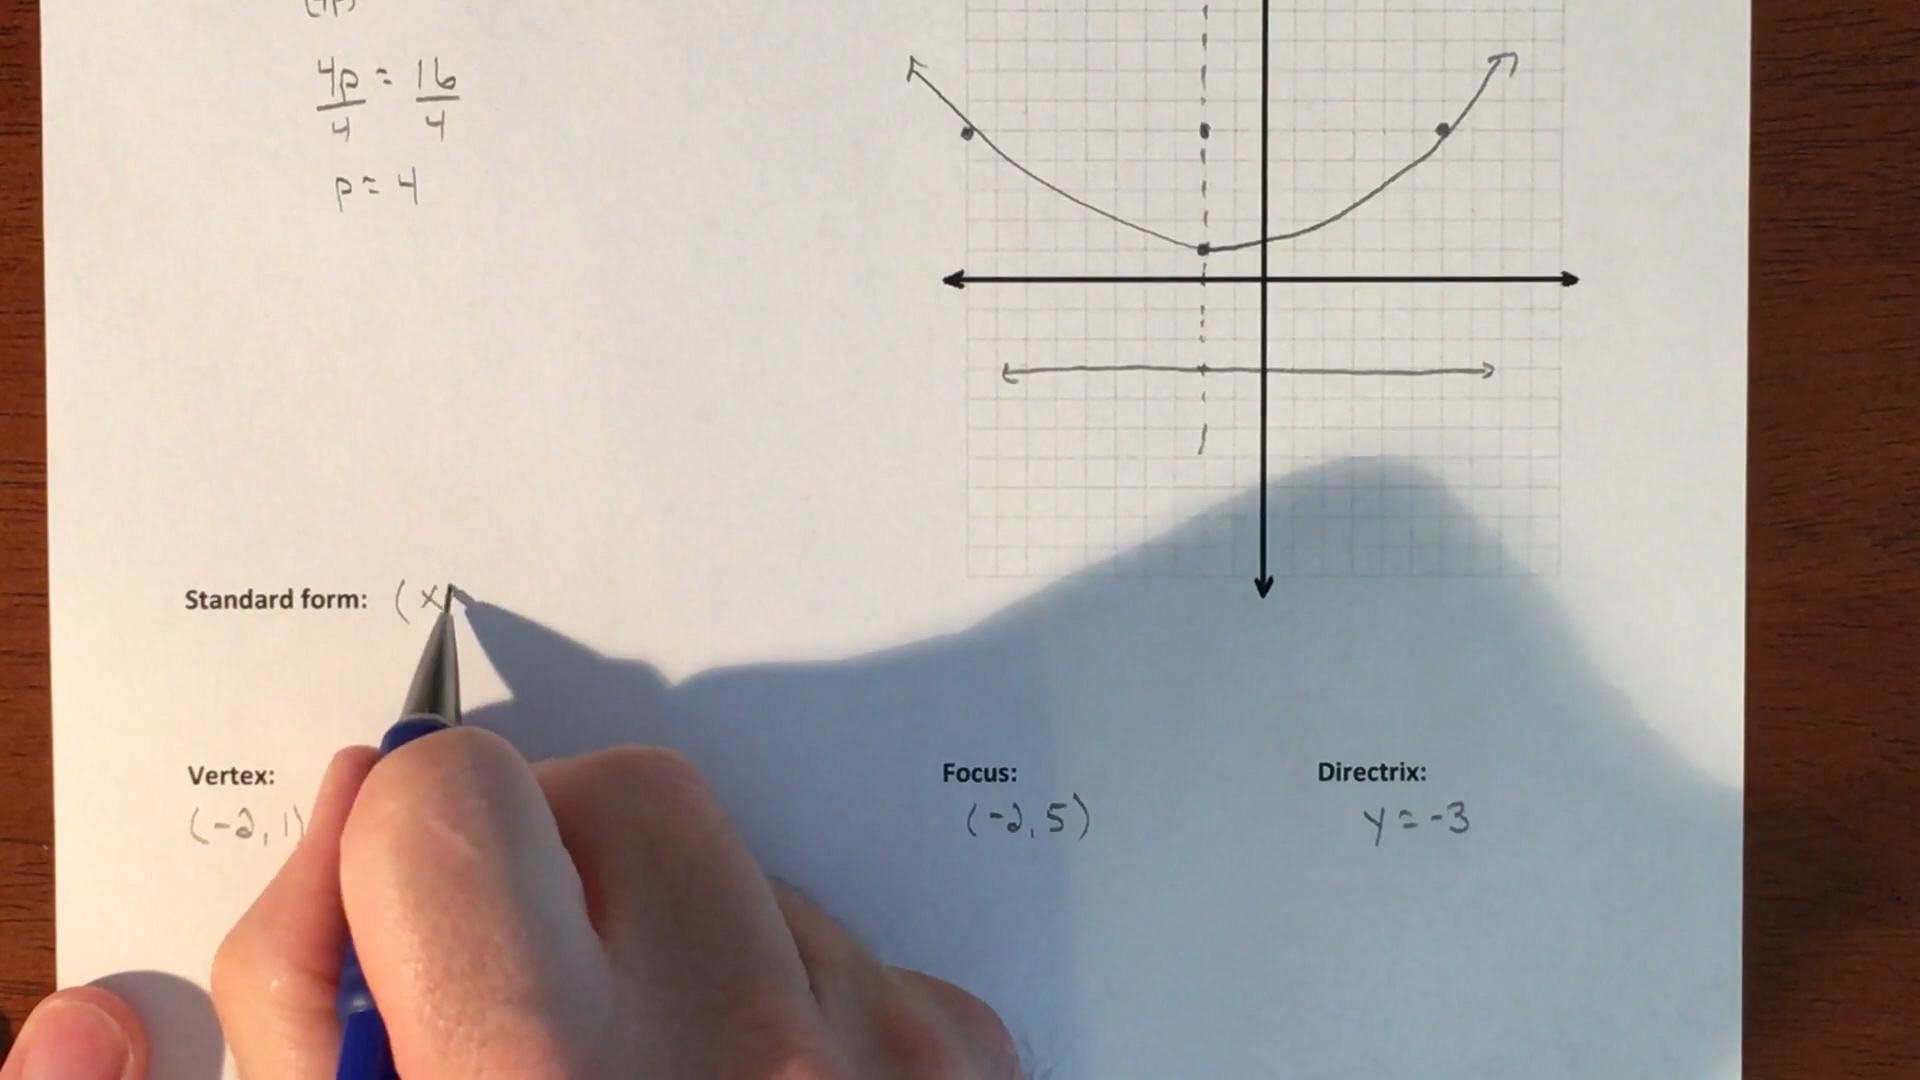 4p = 16
4 4
p = 4
Standard form: (x
Vertex: Focus: Directrix:
(-2, 1) (-2, 5) y = -3